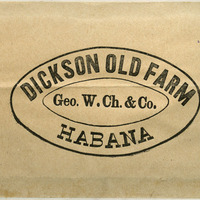 DICKSON OLD FARM
Geo. W. Ch. & Co.
HABANA